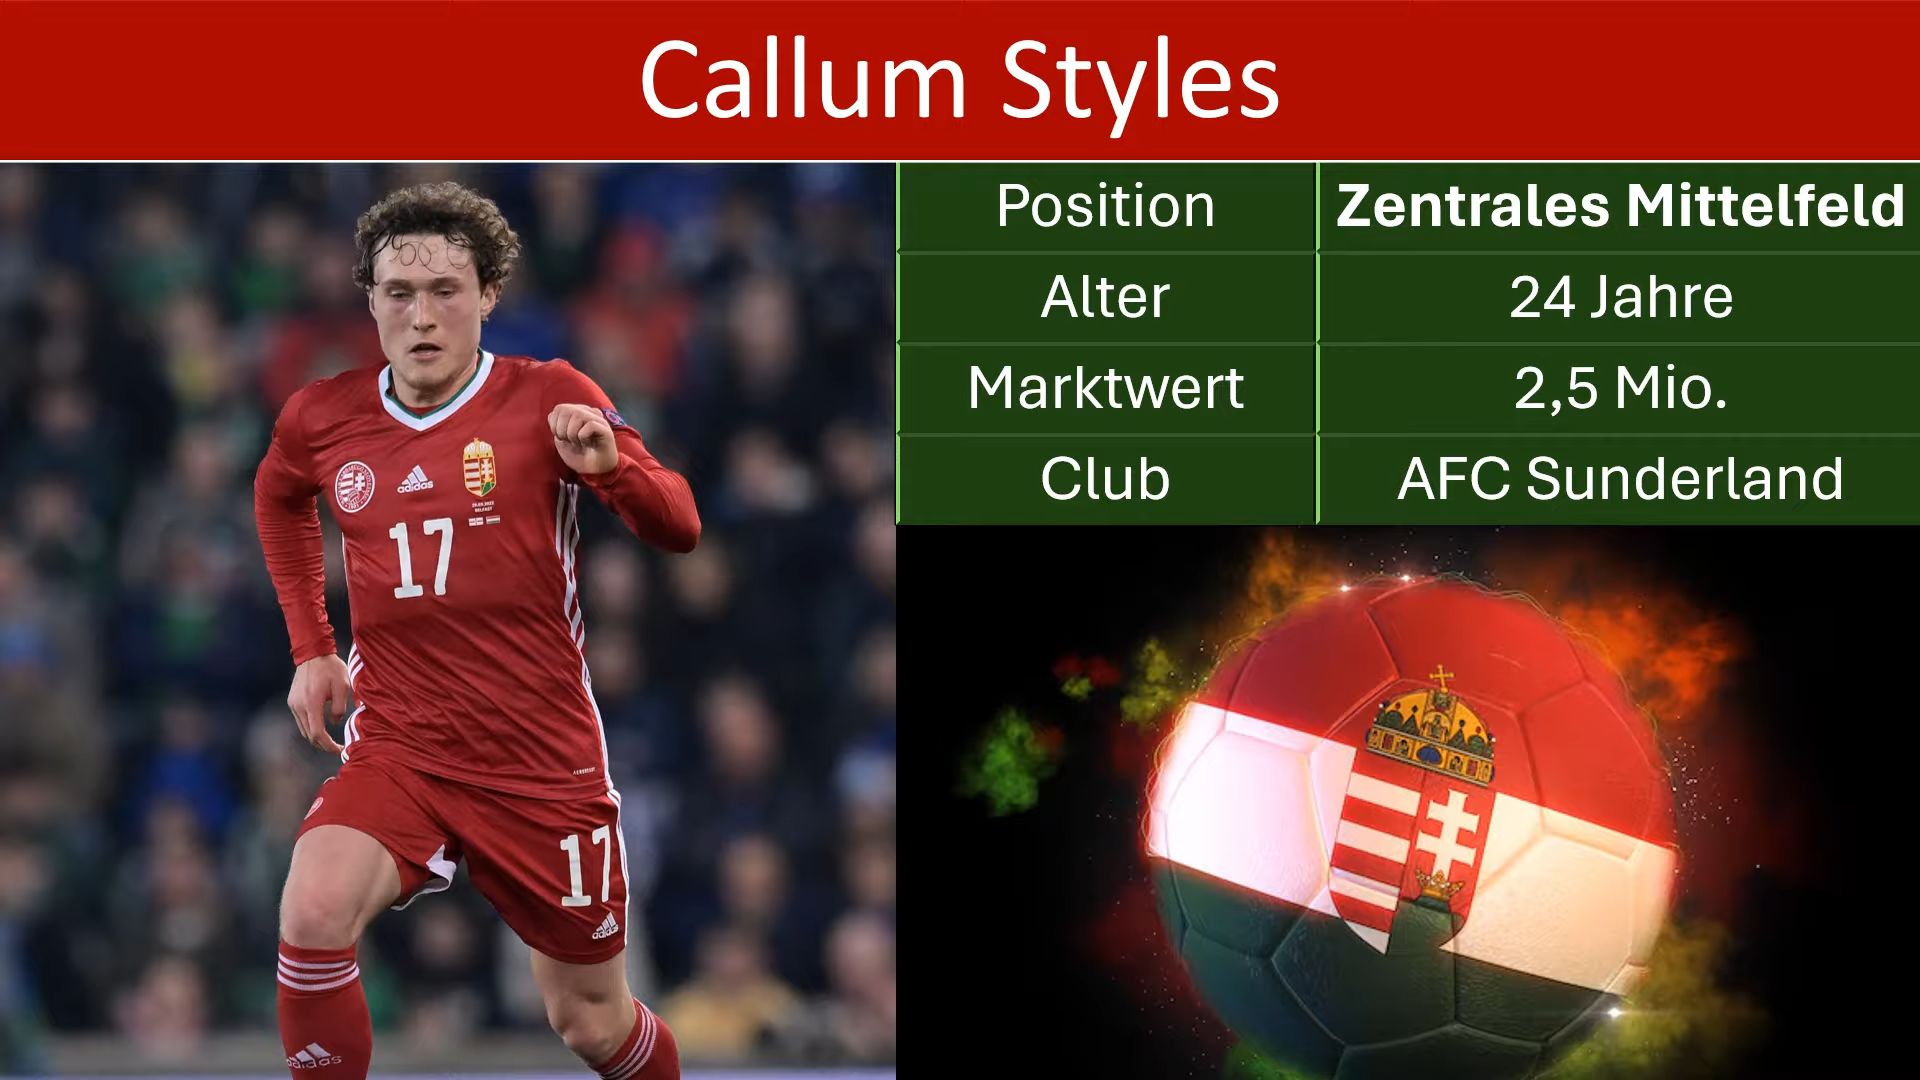 Callum Styles
Position Zentrales Mittelfeld
Alter 24 Jahre
Marktwert 2,5 Mio.
Club AFC Sunderland
adidas
BELFAST
17
17
adidas
adidas